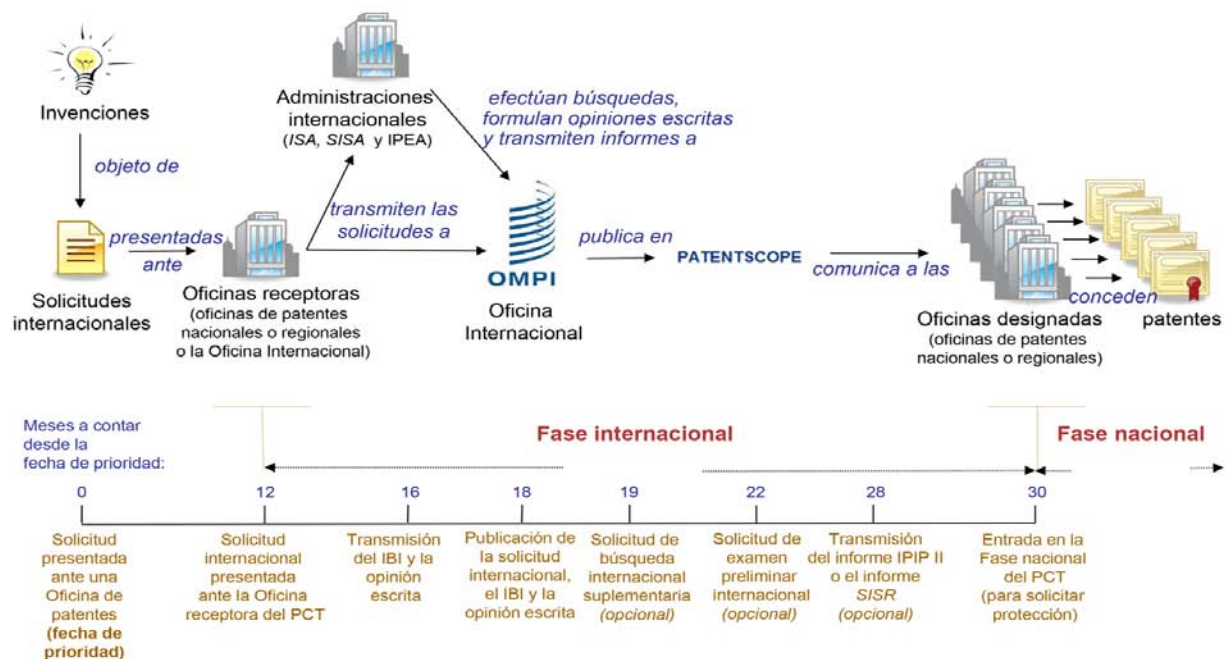 Invenciones
objeto de
Solicitudes
internacionales
presentadas
ante
Oficinas receptoras
(oficinas de patentes
nacionales o regionales
o la Oficina Internacional)
Administraciones
internacionales
(ISA, SISA y IPEA)
transmiten las
solicitudes a
efectúan búsquedas,
formulan opiniones escritas
y transmiten informes a
OMPI
Oficina
Internacional
publica en
PATENTSCOPE
comunica a las
Oficinas designadas
(oficinas de patentes
nacionales o regionales)
conceden
patentes
Meses a contar
desde la
fecha de prioridad:
Fase internacional
Fase nacional
0
12
16
18
19
22
28
30
Solicitud
presentada
ante una
Oficina de
patentes
(fecha de
prioridad)
Solicitud
internacional
presentada
ante la Oficina
receptora del PCT
Transmisión
del IBI y la
opinión
escrita
Publicación de
la solicitud
internacional,
el IBI y la
opinión escrita
Solicitud de
búsqueda
internacional
suplementaria
(opcional)
Solicitud de
examen
preliminar
internacional
(opcional)
Transmisión
del informe IPIP II
o el informe
SISR
(opcional)
Entrada en la
Fase nacional
del PCT
(para solicitar
protección)